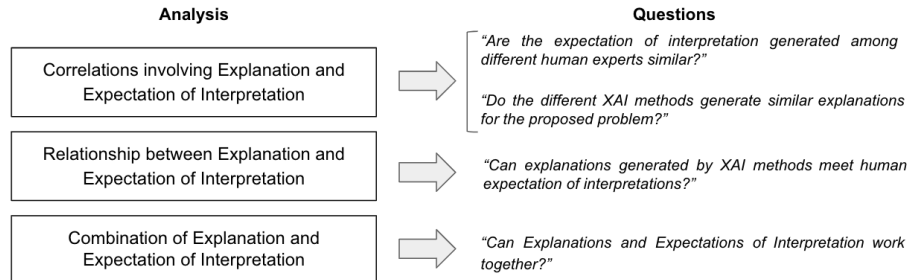 Analysis
Questions
Correlations involving Explanation and
Expectation of Interpretation
“Are the expectation of interpretation generated among
different human experts similar?”
“Do the different XAI methods generate similar explanations
for the proposed problem?”
Relationship between Explanation and
Expectation of Interpretation
“Can explanations generated by XAI methods meet human
expectation of interpretations?”
Combination of Explanation and
Expectation of Interpretation
“Can Explanations and Expectations of Interpretation work
together?”